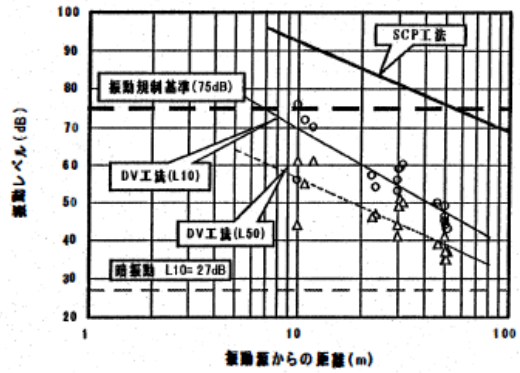 振動レベル(dB)
100
90
80
70
60
50
40
30
20
SCP工法
振動規制基準(75dB)
DV工法(L10)
DV工法(L50)
暗振動 L10=27dB
1
10
100
振動源からの距離(m)